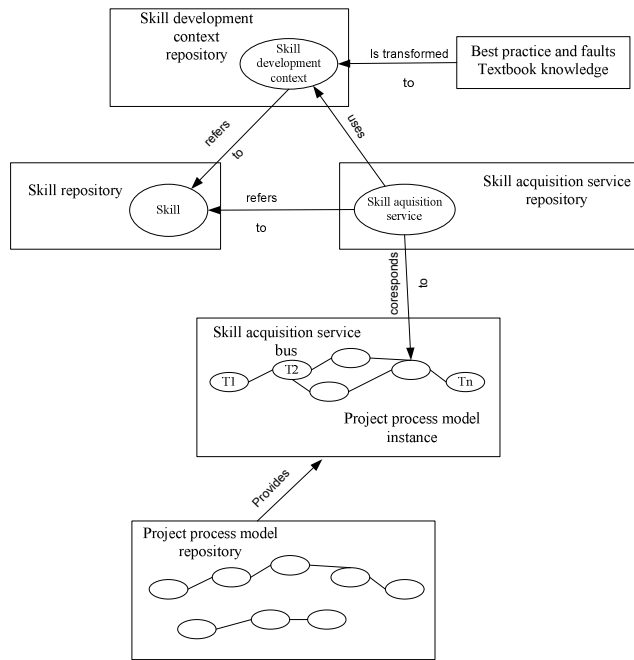 Skill development
context
repository
Skill
development
context
Is transformed
to
Best practice and faults
Textbook knowledge
refers
to
uses
Skill repository
Skill
refers
to
Skill aquisition
service
Skill acquisition service
repository
coresponds
to
Skill acquisition service
bus
T1
T2
Tn
Project process model
instance
Provides
Project process model
repository